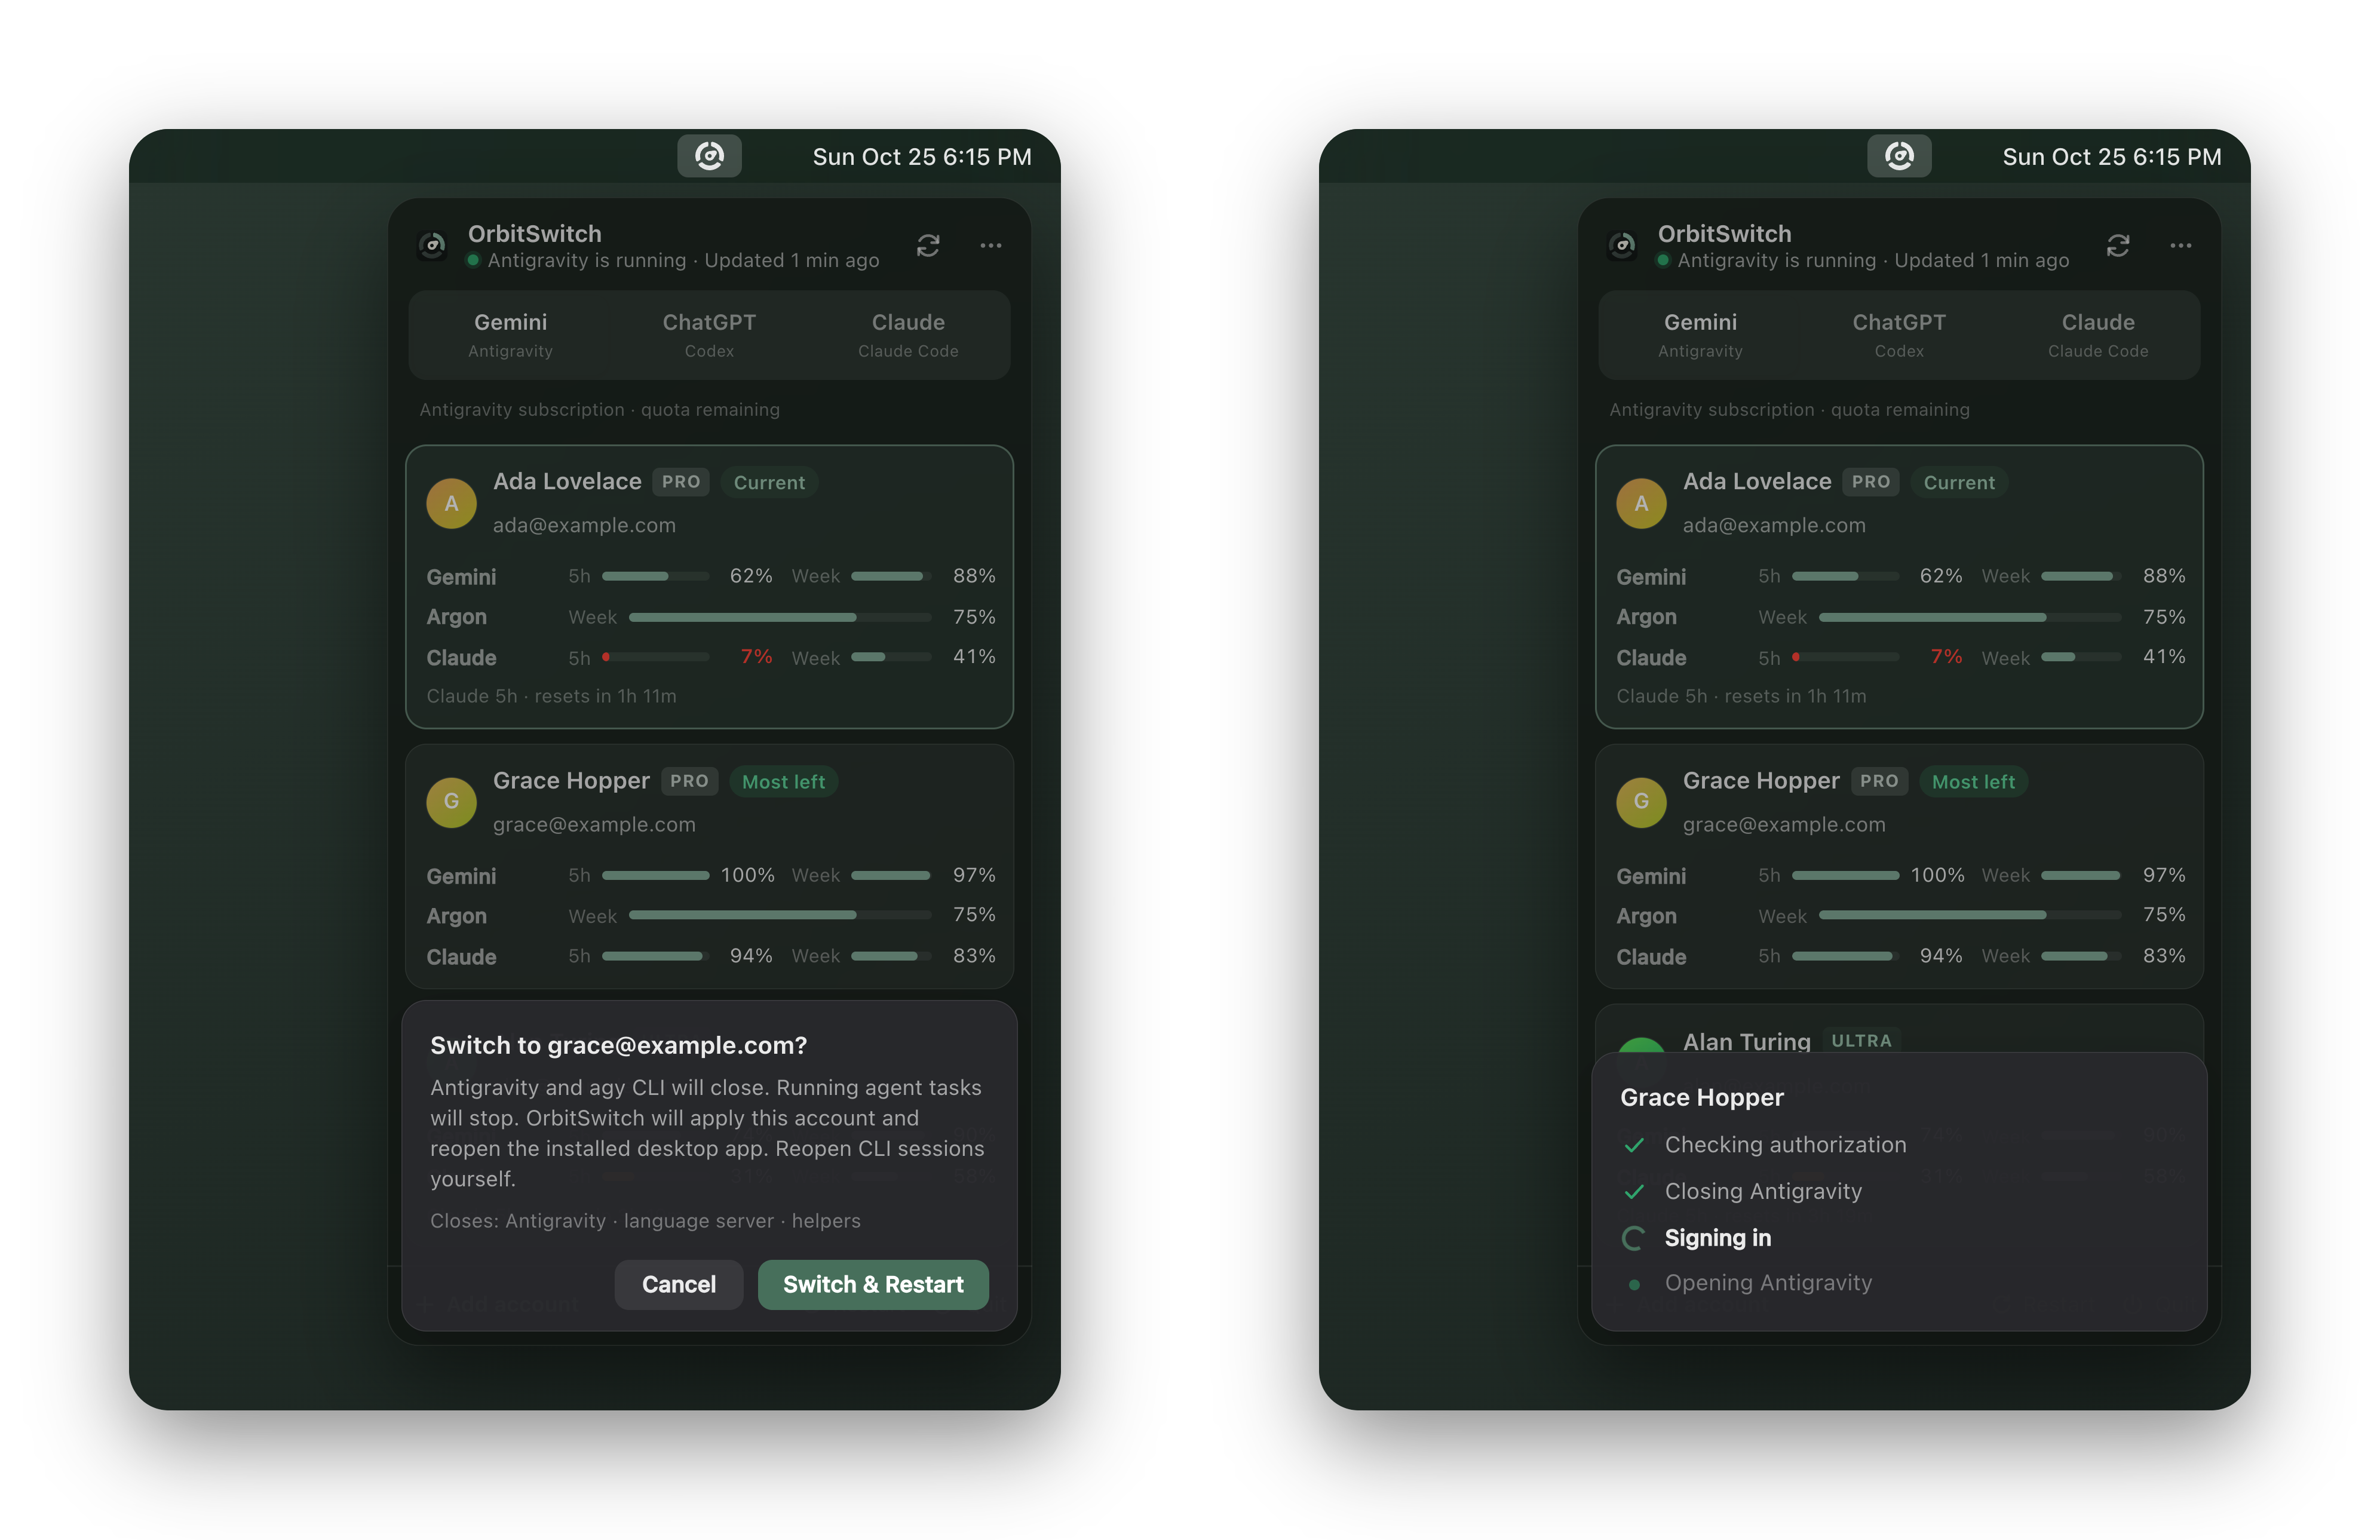 Sun Oct 25 6:15 PM
OrbitSwitch
Antigravity is running · Updated 1 min ago
Gemini ChatGPT Claude
Antigravity Codex Claude Code
Antigravity subscription · quota remaining
A Ada Lovelace PRO Current
ada@example.com
Gemini 5h 62% Week 88%
Argon Week 75%
Claude 5h 7% Week 41%
Claude 5h · resets in 1h 11m
G Grace Hopper PRO Most left
grace@example.com
Gemini 5h 100% Week 97%
Argon Week 75%
Claude 5h 94% Week 83%
Switch to grace@example.com?
Antigravity and agy CLI will close. Running agent tasks
will stop. OrbitSwitch will apply this account and
reopen the installed desktop app. Reopen CLI sessions
yourself.
Closes: Antigravity · language server · helpers
Cancel Switch & Restart
Add account
Sun Oct 25 6:15 PM
OrbitSwitch
Antigravity is running · Updated 1 min ago
Gemini ChatGPT Claude
Antigravity Codex Claude Code
Antigravity subscription · quota remaining
A Ada Lovelace PRO Current
ada@example.com
Gemini 5h 62% Week 88%
Argon Week 75%
Claude 5h 7% Week 41%
Claude 5h · resets in 1h 11m
G Grace Hopper PRO Most left
grace@example.com
Gemini 5h 100% Week 97%
Argon Week 75%
Claude 5h 94% Week 83%
Alan Turing ULTRA
Grace Hopper
Checking authorization
Closing Antigravity
Signing in
Opening Antigravity